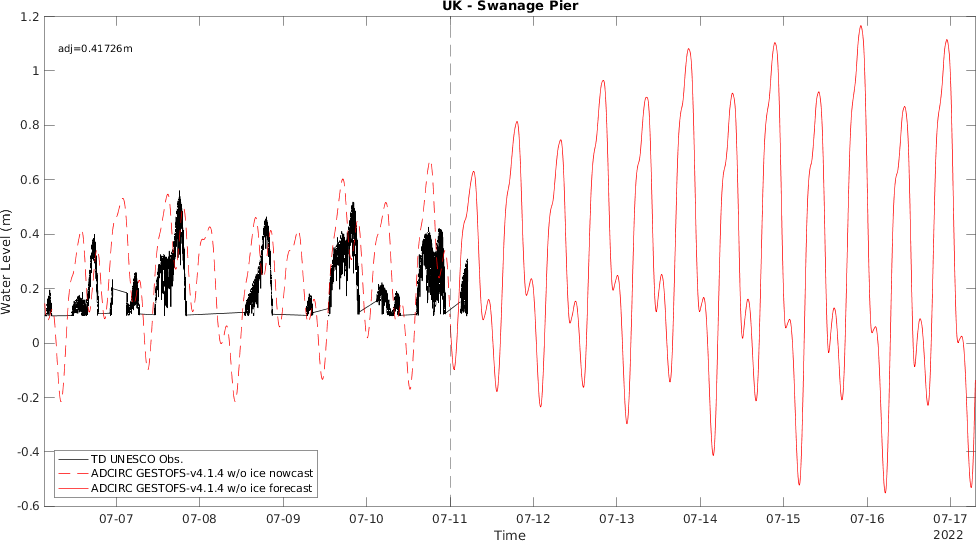 UK - Swanage Pier
adj=0.41726m
Water Level (m)
1.2
1
0.8
0.6
0.4
0.2
0
-0.2
-0.4
-0.6
TD UNESCO Obs.
ADCIRC GESTOFS-v4.1.4 w/o ice nowcast
ADCIRC GESTOFS-v4.1.4 w/o ice forecast
07-07 07-08 07-09 07-10 07-11 07-12 07-13 07-14 07-15 07-16 07-17
2022
Time